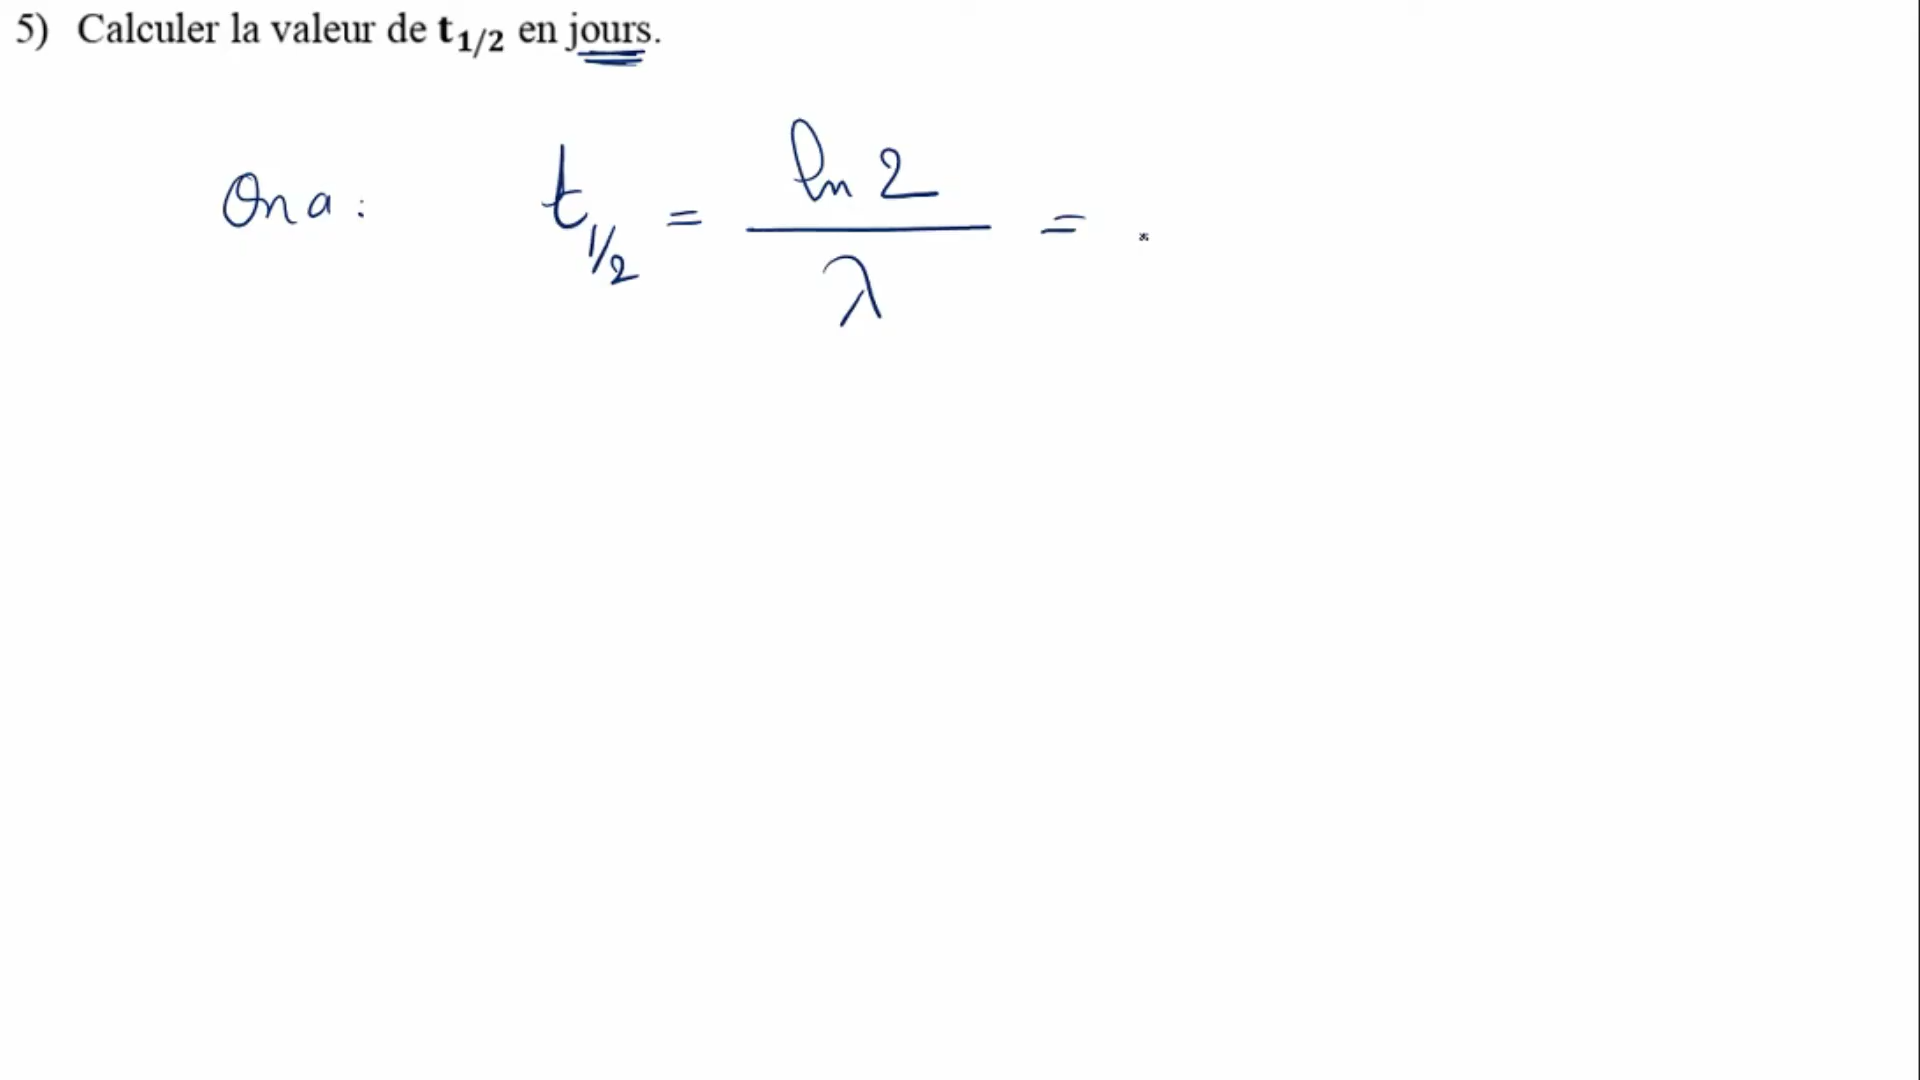 5) Calculer la valeur de t1/2 en jours.
On a : t1/2 = ln 2 / λ =